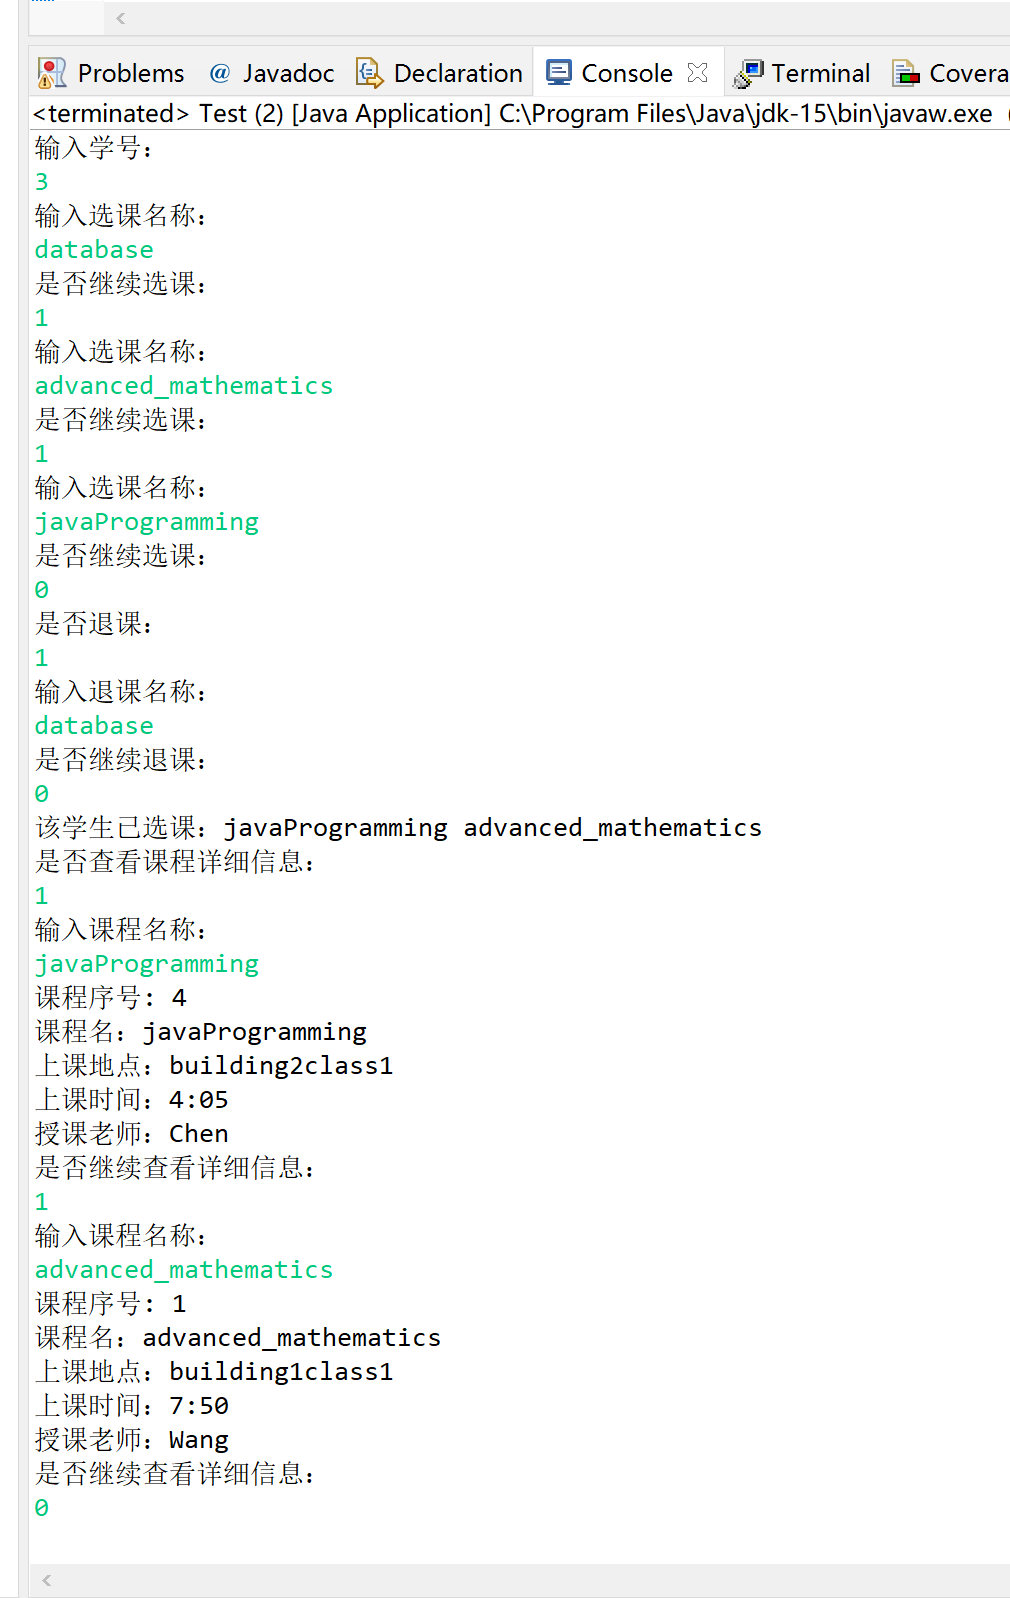 Problems @ Javadoc Declaration Console Terminal Covera
<terminated> Test (2) [Java Application] C:\Program Files\Java\jdk-15\bin\javaw.exe (
输入学号：
3
输入选课名称：
database
是否继续选课：
1
输入选课名称：
advanced_mathematics
是否继续选课：
1
输入选课名称：
javaProgramming
是否继续选课：
0
是否退课：
1
输入退课名称：
database
是否继续退课：
0
该学生已选课：javaProgramming advanced_mathematics
是否查看课程详细信息：
1
输入课程名称：
javaProgramming
课程序号: 4
课程名：javaProgramming
上课地点：building2class1
上课时间：4:05
授课老师：Chen
是否继续查看详细信息：
1
输入课程名称：
advanced_mathematics
课程序号: 1
课程名：advanced_mathematics
上课地点：building1class1
上课时间：7:50
授课老师：Wang
是否继续查看详细信息：
0